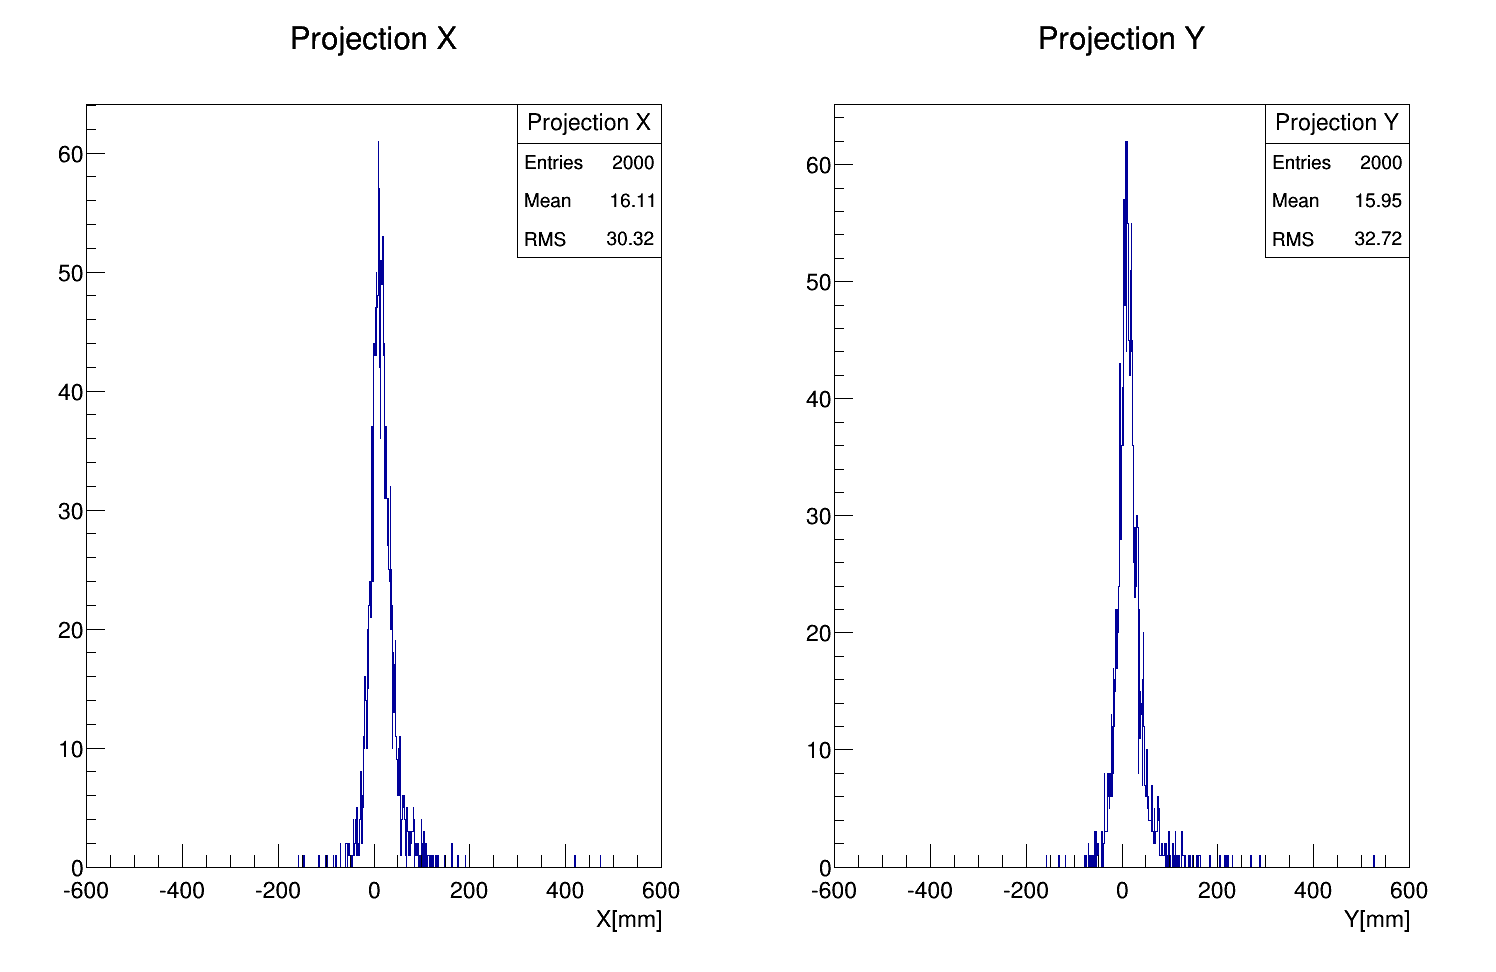 Projection X
Projection X
Entries 2000
Mean 16.11
RMS 30.32
60
50
40
30
20
10
0
-600 -400 -200 0 200 400 600
X[mm]
Projection Y
Projection Y
Entries 2000
Mean 15.95
RMS 32.72
60
50
40
30
20
10
0
-600 -400 -200 0 200 400 600
Y[mm]